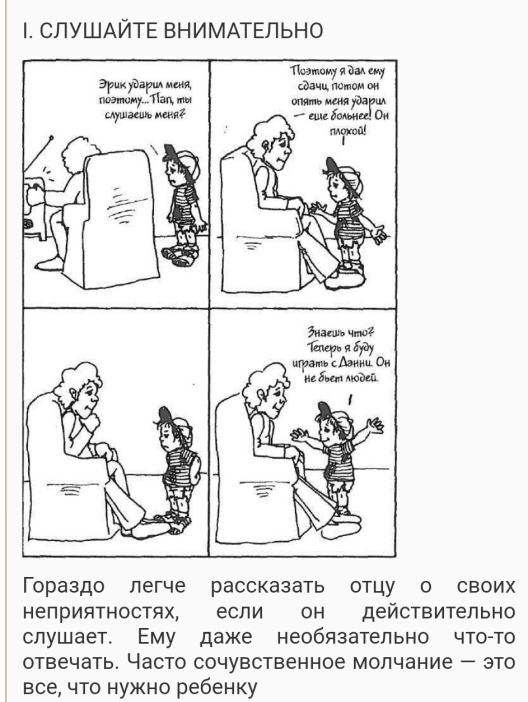 I. СЛУШАЙТЕ ВНИМАТЕЛЬНО
Эрик ударил меня,
поэтому...Пап, ты
слушаешь меня?
Поэтому я дал ему
сдачи, потом он
опять меня ударил
— еще больнее! Он
плохой!
Знаешь что?
Теперь я буду
играть с Дэнни. Он
не бьет людей.
Гораздо легче рассказать отцу о своих
неприятностях, если он действительно
слушает. Ему даже необязательно что-то
отвечать. Часто сочувственное молчание — это
все, что нужно ребенку